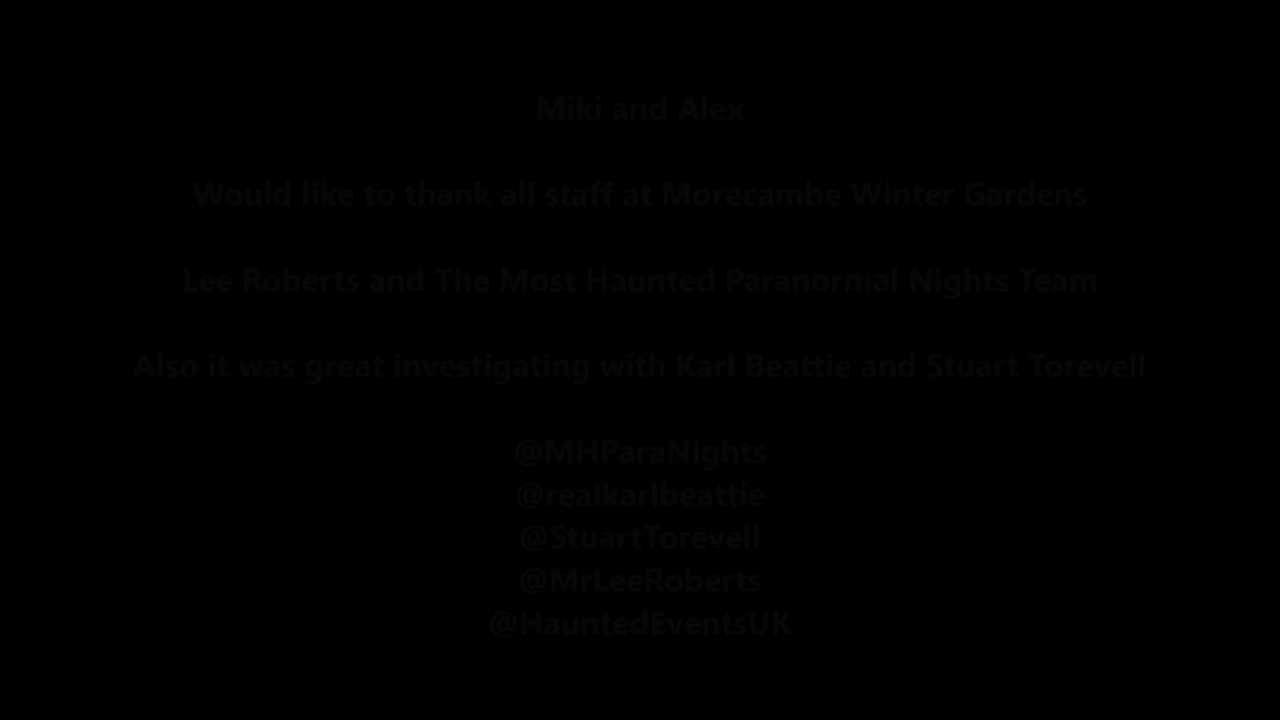 Miki and Alex
Would like to thank all staff at Morecambe Winter Gardens
Lee Roberts and The Most Haunted Paranormal Nights Team
Also it was great investigating with Karl Beattie and Stuart Torevell
@MHParaNights
@realkarlbeattie
@StuartTorevell
@MrLeeRoberts
@HauntedEventsUK